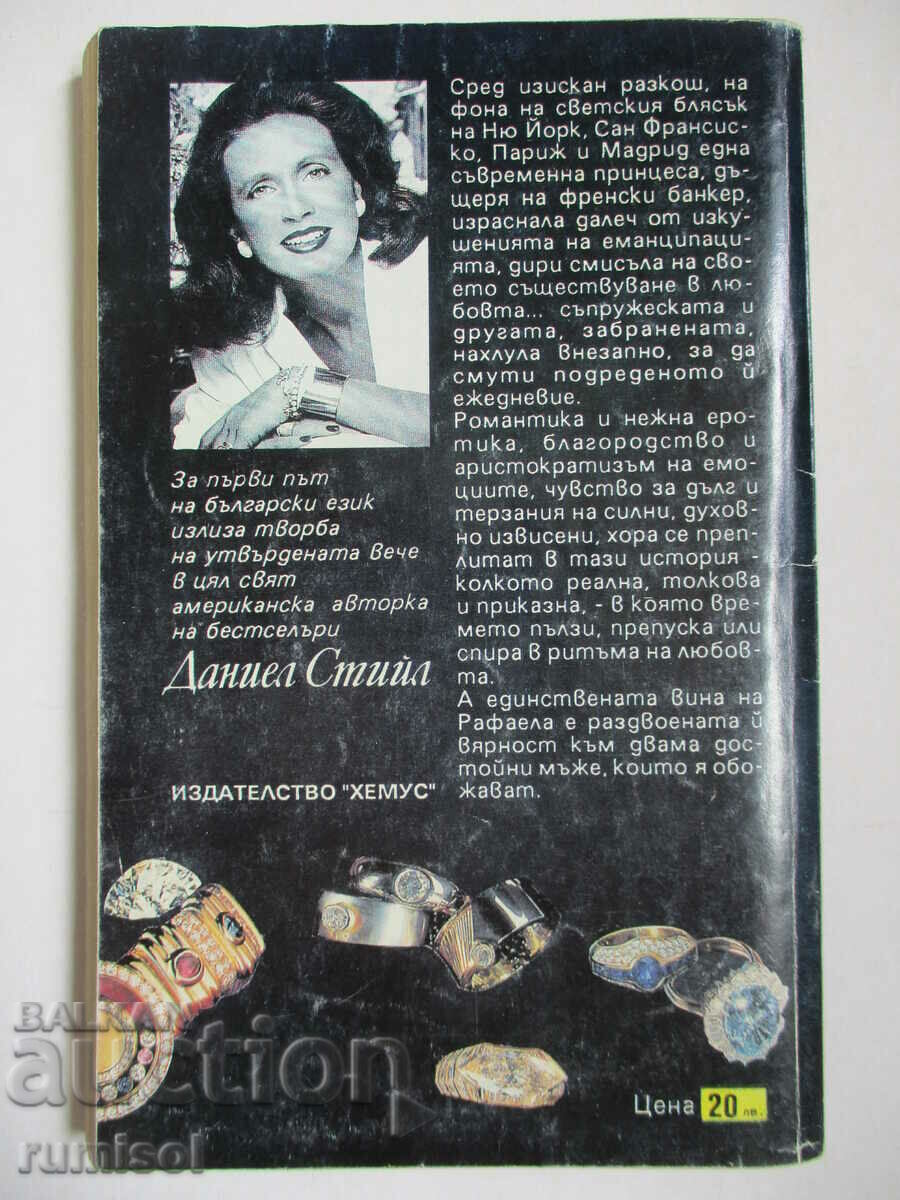 Сред изискан разкош, на
фона на светския блясък
на Ню Йорк, Сан Франсис-
ко, Париж и Мадрид една
съвременна принцеса, дъ-
щеря на френски банкер,
израснала далеч от изку-
шенията на еманципаци-
ята, дири смисъла на сво-
ето съществуване в лю-
бовта... съпружеската и
другата, забранената,
нахлула внезапно, за да
смути подреденото й
ежедневие.
Романтика и нежна еро-
тика, благородство и
аристократизъм на емо-
циите, чувство за дълг и
терзания на силни, духов-
но извисени, хора се преп-
литат в тази история -
колкото реална, толкова
и приказна, - в която вре-
мето пълзи, препуска или
спира в ритъма на любов-
та.
А единствената вина на
Рафаела е раздвоената й
вярност към двама дос-
тойни мъже, които я обо-
жават.
За първи път
на български език
излиза творба
на утвърдената вече
в цял свят
американска авторка
на бестселъри
Даниел Стийл
ИЗДАТЕЛСТВО "ХЕМУС"
BALKAN
auction
rumisol
Цена 20 лв.